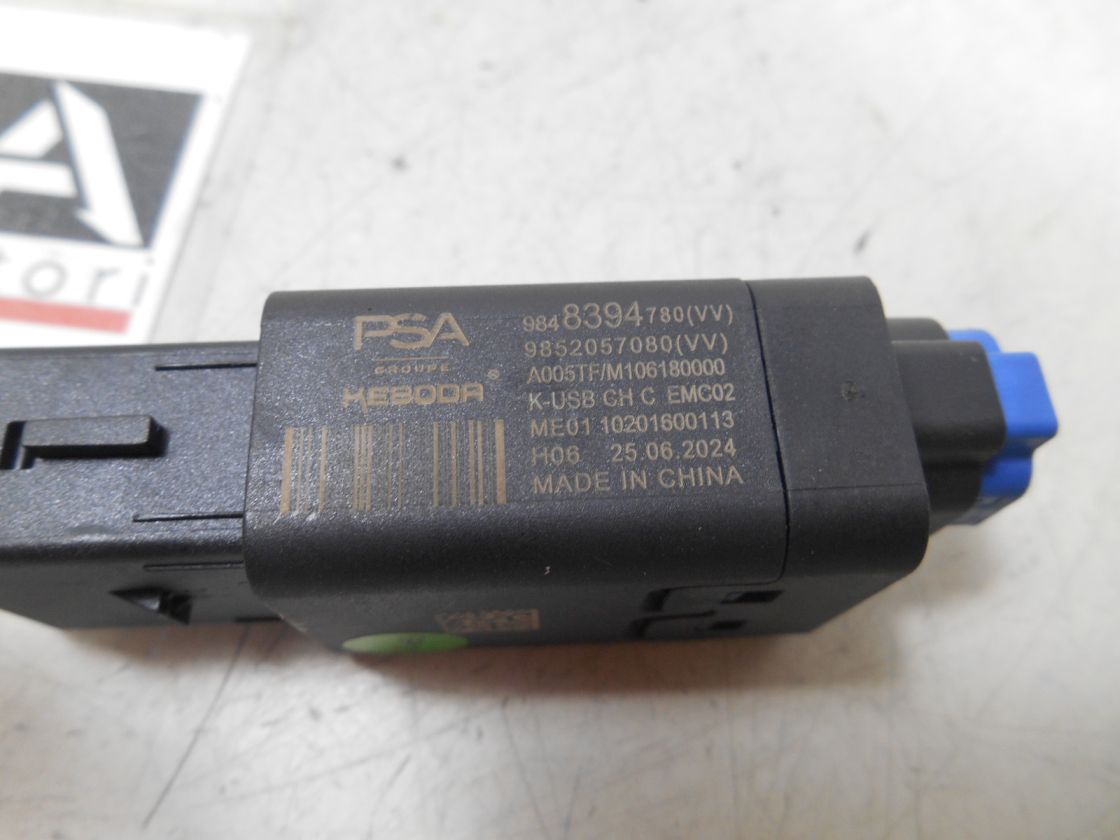 PSA
GROUPE
KEBODA®
9848394780(VV)
9852057080(VV)
A005TF/M106180000
K-USB CH C EMC02
ME01 10201600113
H06 25.06.2024
MADE IN CHINA
A
tori